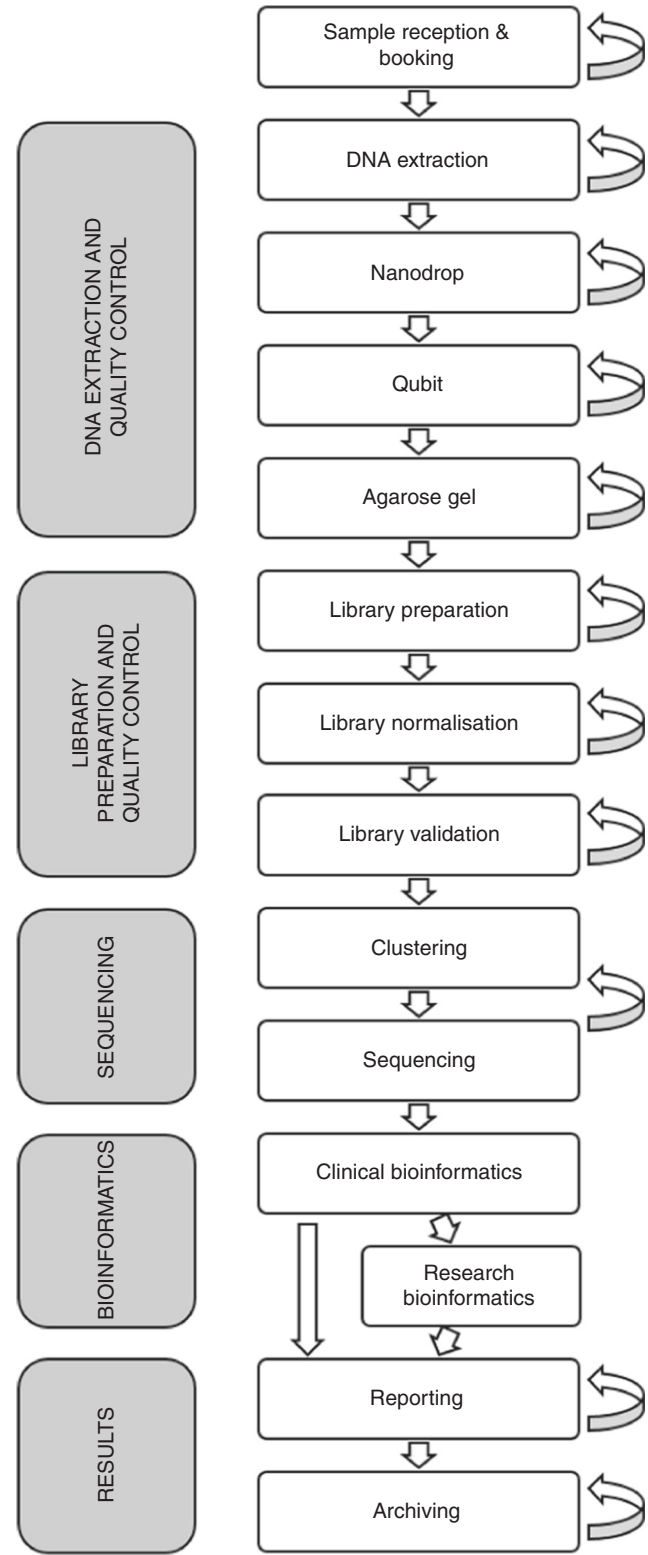 Sample reception &
booking
DNA EXTRACTION AND
QUALITY CONTROL
DNA extraction
Nanodrop
Qubit
Agarose gel
LIBRARY
PREPARATION AND
QUALITY CONTROL
Library preparation
Library normalisation
Library validation
SEQUENCING
Clustering
Sequencing
BIOINFORMATICS
Clinical bioinformatics
Research
bioinformatics
RESULTS
Reporting
Archiving